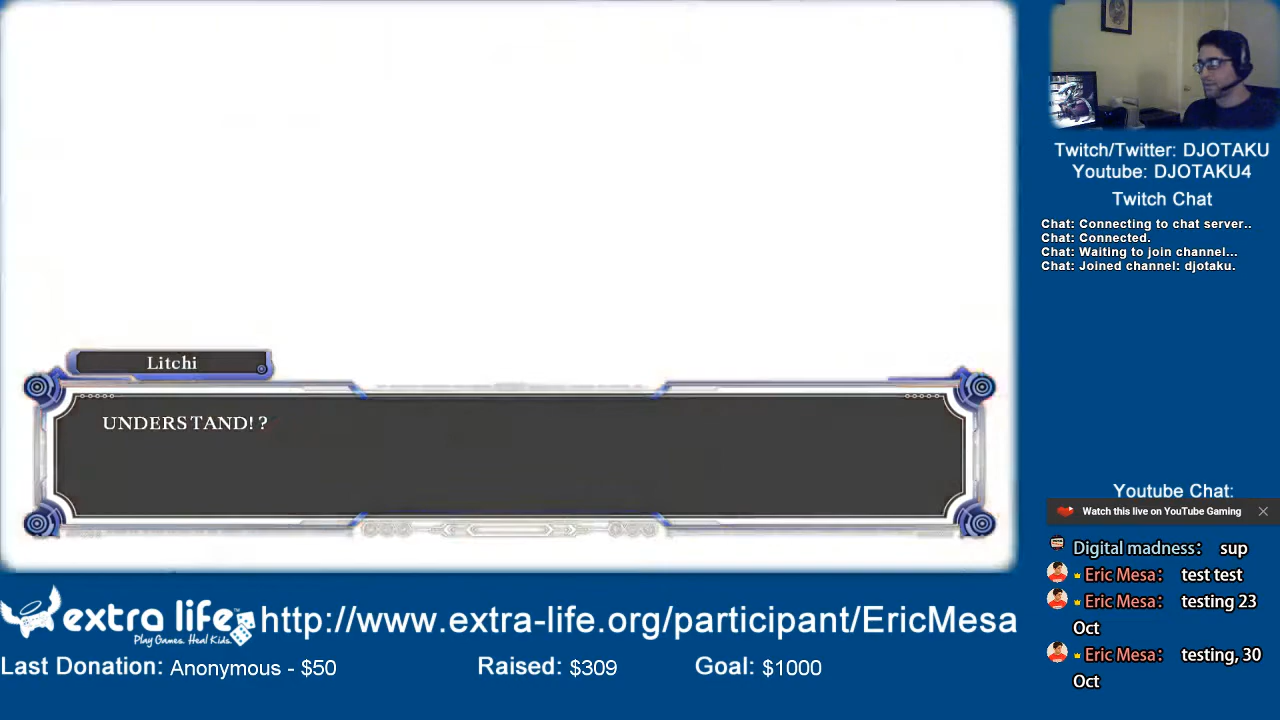 Twitch/Twitter: DJOTAKU
Youtube: DJOTAKU4
Twitch Chat
Chat: Connecting to chat server..
Chat: Connected.
Chat: Waiting to join channel...
Chat: Joined channel: djotaku.
Litchi
UNDERSTAND!?
Youtube Chat:
Watch this live on YouTube Gaming
Digital madness: sup
Eric Mesa: test test
Eric Mesa: testing 23
Oct
Eric Mesa: testing, 30
Oct
extra life
Play Games. Heal Kids.
http://www.extra-life.org/participant/EricMesa
Last Donation: Anonymous - $50 Raised: $309 Goal: $1000